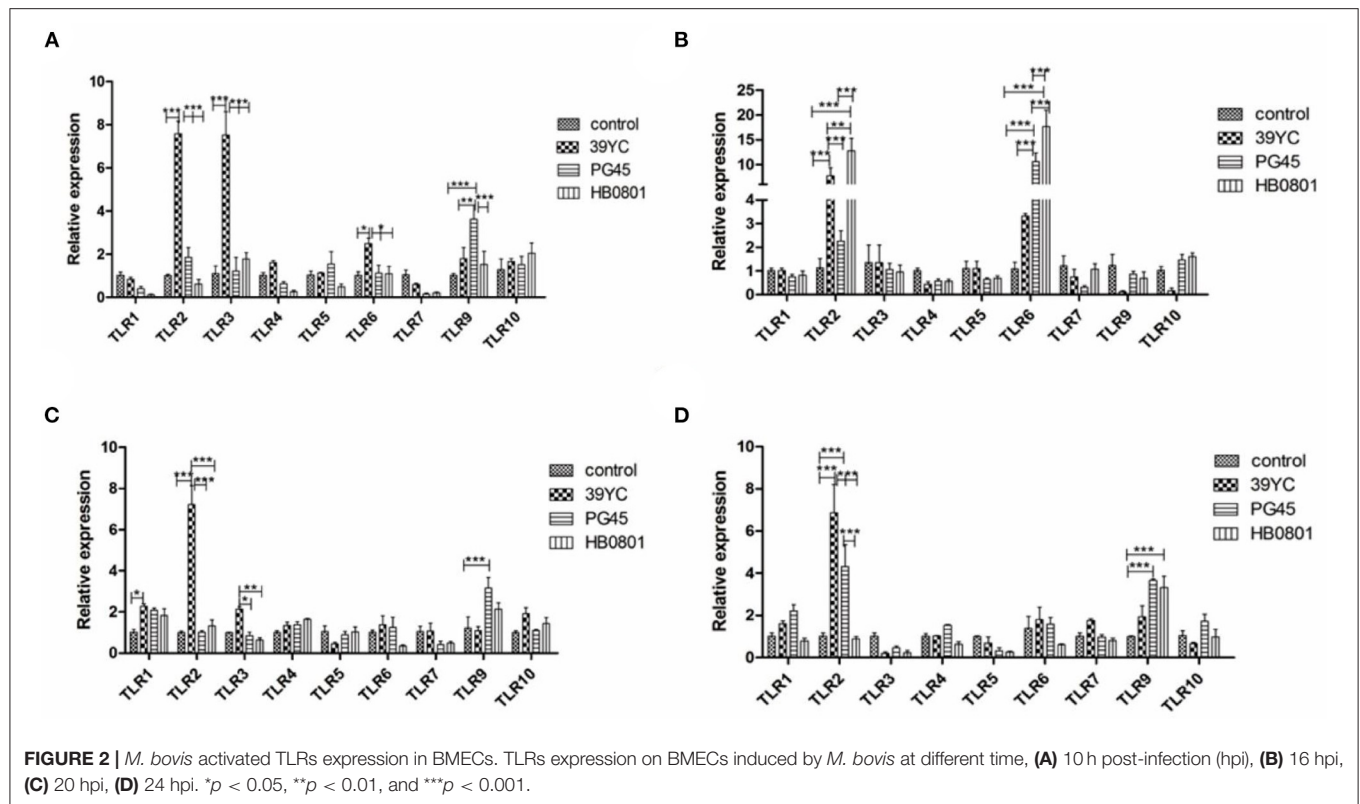 A
Relative expression
10
8
6
4
2
0
*** *** *** *** * * *** ** ***
control
39YC
PG45
HB0801
TLR1 TLR2 TLR3 TLR4 TLR5 TLR6 TLR7 TLR9 TLR10
B
Relative expression
25
20
15
10
5
4
3
2
1
0
***
*** ***
*** ***
** ***
*** ***
*** 
control
39YC
PG45
HB0801
TLR1 TLR2 TLR3 TLR4 TLR5 TLR6 TLR7 TLR9 TLR10
C
Relative expression
10
8
6
4
2
0
***
*** ***
* ** * ***
control
39YC
PG45
HB0801
TLR1 TLR2 TLR3 TLR4 TLR5 TLR6 TLR7 TLR9 TLR10
D
Relative expression
10
8
6
4
2
0
***
*** ***
*** *** ***
control
39YC
PG45
HB0801
TLR1 TLR2 TLR3 TLR4 TLR5 TLR6 TLR7 TLR9 TLR10
FIGURE 2 | M. bovis activated TLRs expression in BMECs. TLRs expression on BMECs induced by M. bovis at different time, (A) 10 h post-infection (hpi), (B) 16 hpi,
(C) 20 hpi, (D) 24 hpi. *p < 0.05, **p < 0.01, and ***p < 0.001.